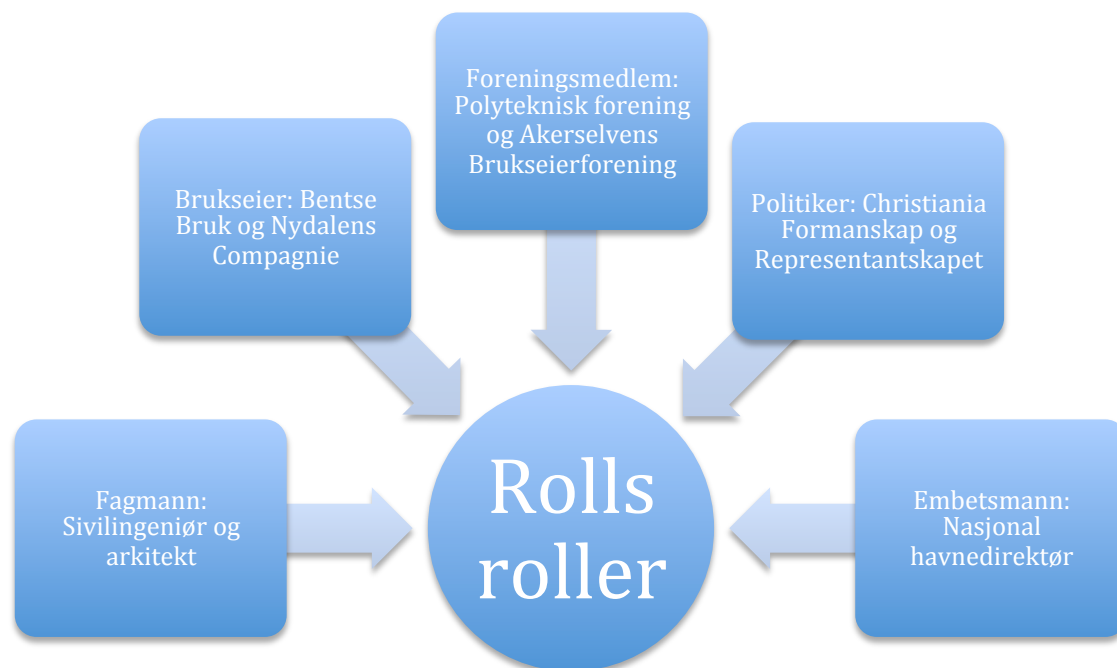 Foreningsmedlem:
Polyteknisk forening
og Akerselvens
Brukseierforening
Brukseier: Bentse
Bruk og Nydalens
Compagnie
Politiker: Christiania
Formanskap og
Representantskapet
Fagmann:
Sivilingeniør og
arkitekt
Rolls
roller
Embetsmann:
Nasjonal
havnedirektør